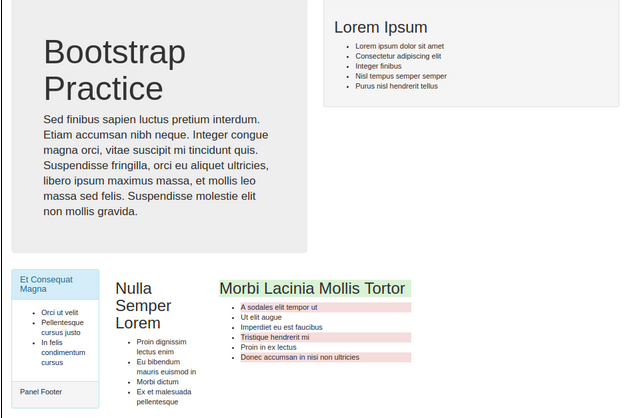 Bootstrap
Practice
Sed finibus sapien luctus pretium interdum.
Etiam accumsan nibh neque. Integer congue
magna orci, vitae suscipit mi tincidunt quis.
Suspendisse fringilla, orci eu aliquet ultricies,
libero ipsum maximus massa, et mollis leo
massa sed felis. Suspendisse molestie elit
non mollis gravida.
Lorem Ipsum
Lorem ipsum dolor sit amet
Consectetur adipiscing elit
Integer finibus
Nisl tempus semper semper
Purus nisl hendrerit tellus
Et Consequat
Magna
Orci ut velit
Pellentesque
cursus justo
In felis
condimentum
cursus
Panel Footer
Nulla
Semper
Lorem
Proin dignissim
lectus enim
Eu bibendum
mauris euismod in
Morbi dictum
Ex et malesuada
pellentesque
Morbi Lacinia Mollis Tortor
A sodales elit tempor ut
Ut elit augue
Imperdiet eu est faucibus
Tristique hendrerit mi
Proin in ex lectus
Donec accumsan in nisi non ultricies